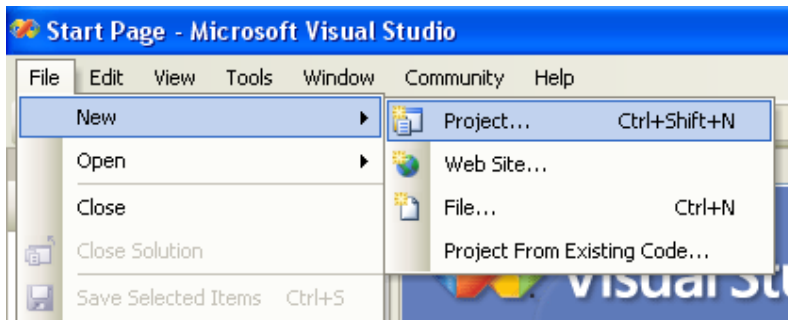 Start Page - Microsoft Visual Studio
File Edit View Tools Window Community Help
New
Project... Ctrl+Shift+N
Open
Web Site...
Close
File... Ctrl+N
Close Solution
Project From Existing Code...
Save Selected Items Ctrl+S
Visual